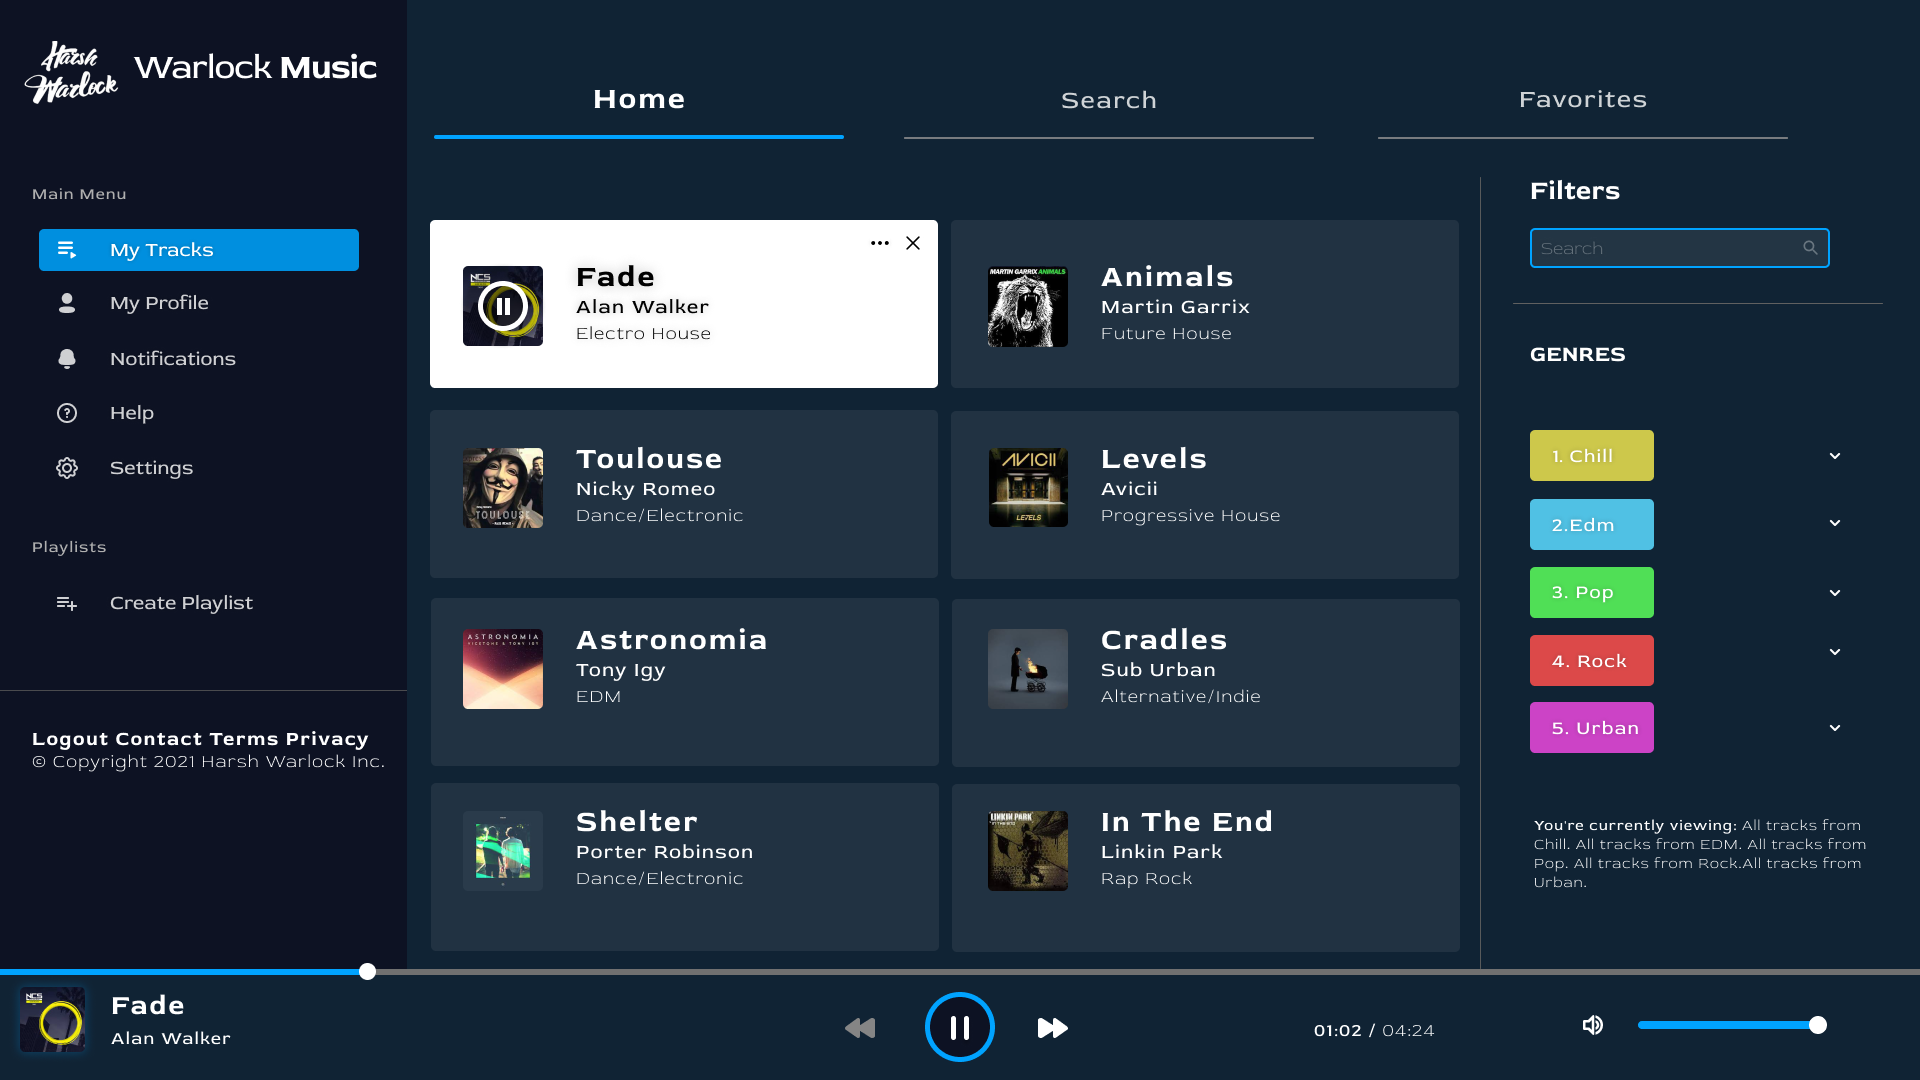 Harsh
Warlock
Warlock Music
Home
Search
Favorites
Main Menu
My Tracks
My Profile
Notifications
Help
Settings
Playlists
Create Playlist
Logout Contact Terms Privacy
© Copyright 2021 Harsh Warlock Inc.
NCS
Fade
Alan Walker
Electro House
MARTIN GARRIX ANIMALS
Animals
Martin Garrix
Future House
TOULOUSE
Toulouse
Nicky Romeo
Dance/Electronic
AVICII
LEVELS
Levels
Avicii
Progressive House
ASTRONOMIA
VICETONE & TONY IGY
Astronomia
Tony Igy
EDM
Cradles
Sub Urban
Alternative/Indie
Shelter
Porter Robinson
Dance/Electronic
LINKIN PARK
IN THE END
In The End
Linkin Park
Rap Rock
Filters
Search
GENRES
1. Chill
2.Edm
3. Pop
4. Rock
5. Urban
You're currently viewing: All tracks from
Chill. All tracks from EDM. All tracks from
Pop. All tracks from Rock.All tracks from
Urban.
NCS
Fade
Alan Walker
01:02 / 04:24